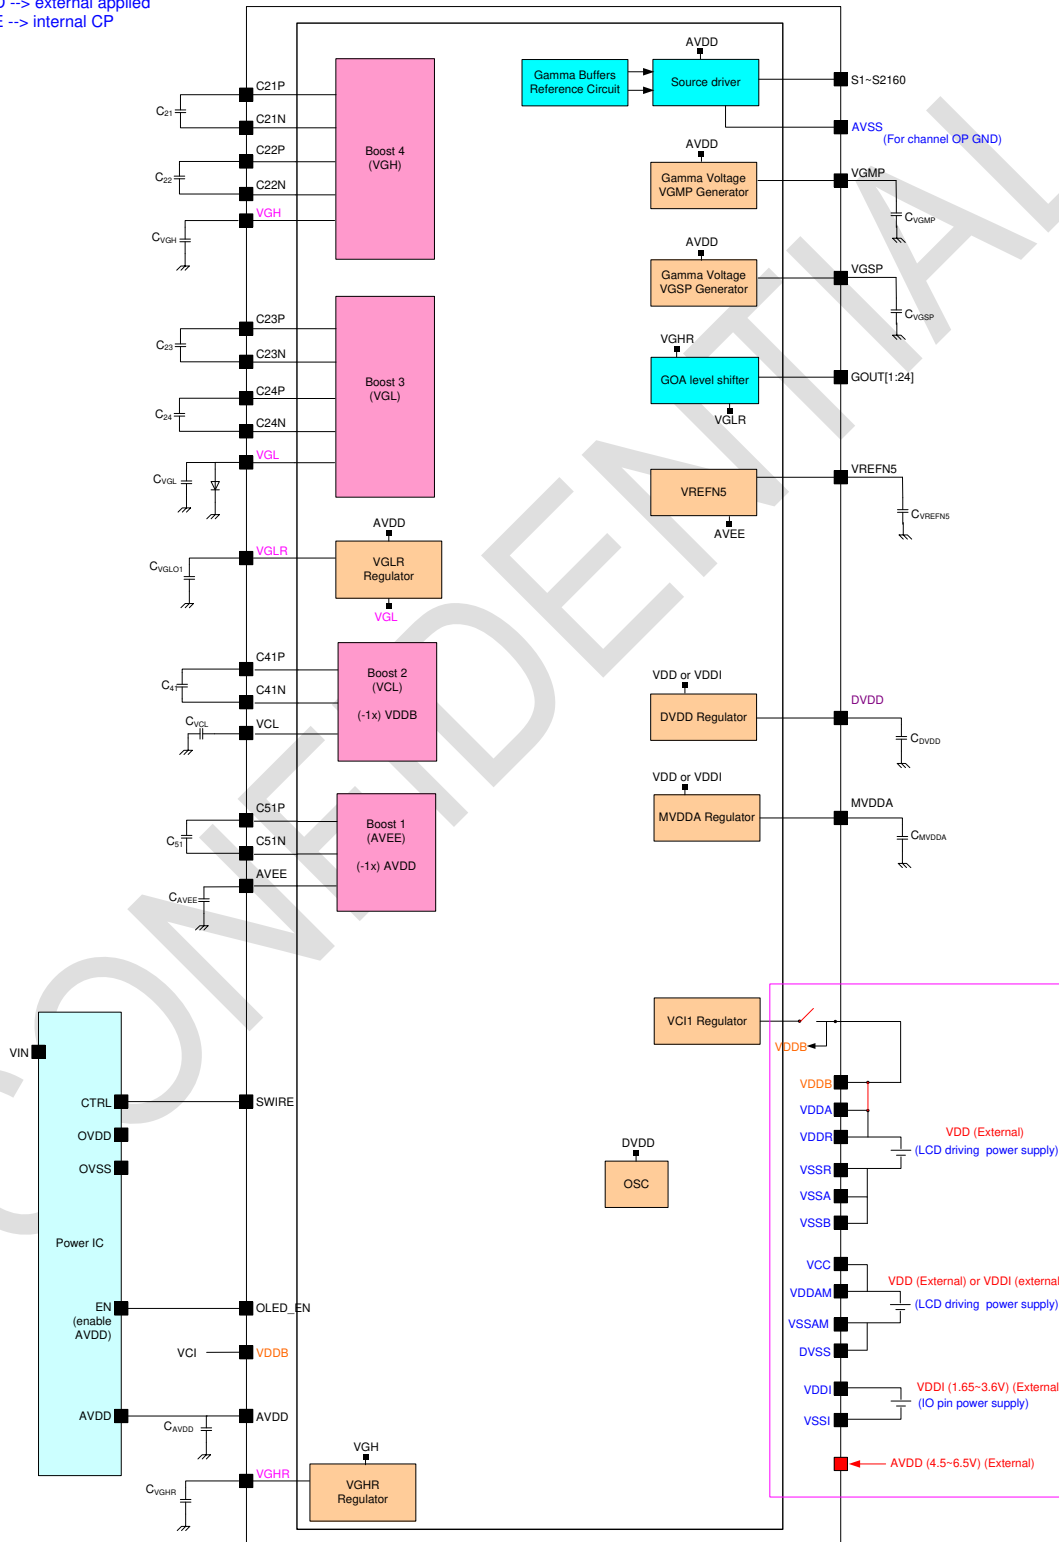 --> external applied
--> internal CP
C21P
C21
C21N
C22P
C22
C22N
VGH
CVGH
Boost 4
(VGH)
C23P
C23
C23N
C24P
C24
C24N
VGL
CVGL
Boost 3
(VGL)
AVDD
VGLR
CVGLO1
VGLR
Regulator
VGL
C41P
C41
C41N
CVCL
VCL
Boost 2
(VCL)
(-1x) VDDB
C51P
C51
C51N
AVEE
CAVEE
Boost 1
(AVEE)
(-1x) AVDD
AVDD
Gamma Buffers
Reference Circuit
Source driver
S1~S2160
AVSS
(For channel OP GND)
AVDD
Gamma Voltage
VGMP Generator
VGMP
CVGMP
AVDD
Gamma Voltage
VGSP Generator
VGSP
CVGSP
VGHR
GOA level shifter
GOUT[1:24]
VGLR
VREFN5
VREFN5
CVREFN5
AVEE
VDD or VDDI
DVDD Regulator
DVDD
CDVDD
VDD or VDDI
MVDDA Regulator
MVDDA
CMVDDA
VCI1 Regulator
VDDB
VDDB
VDDA
VDDR
VSSR
VSSA
VSSB
VDD (External)
(LCD driving power supply)
DVDD
OSC
VCC
VDDAM
VSSAM
DVSS
VDD (External) or VDDI (external
(LCD driving power supply)
VDDI
VSSI
VDDI (1.65~3.6V) (External
(IO pin power supply)
AVDD (4.5~6.5V) (External)
VIN
CTRL
OVDD
OVSS
Power IC
EN
(enable
AVDD)
AVDD
SWIRE
OLED_EN
VCI
VDDB
CAVDD
AVDD
VGHR
CVGHR
VGH
VGHR
Regulator
CONFIDENTIAL